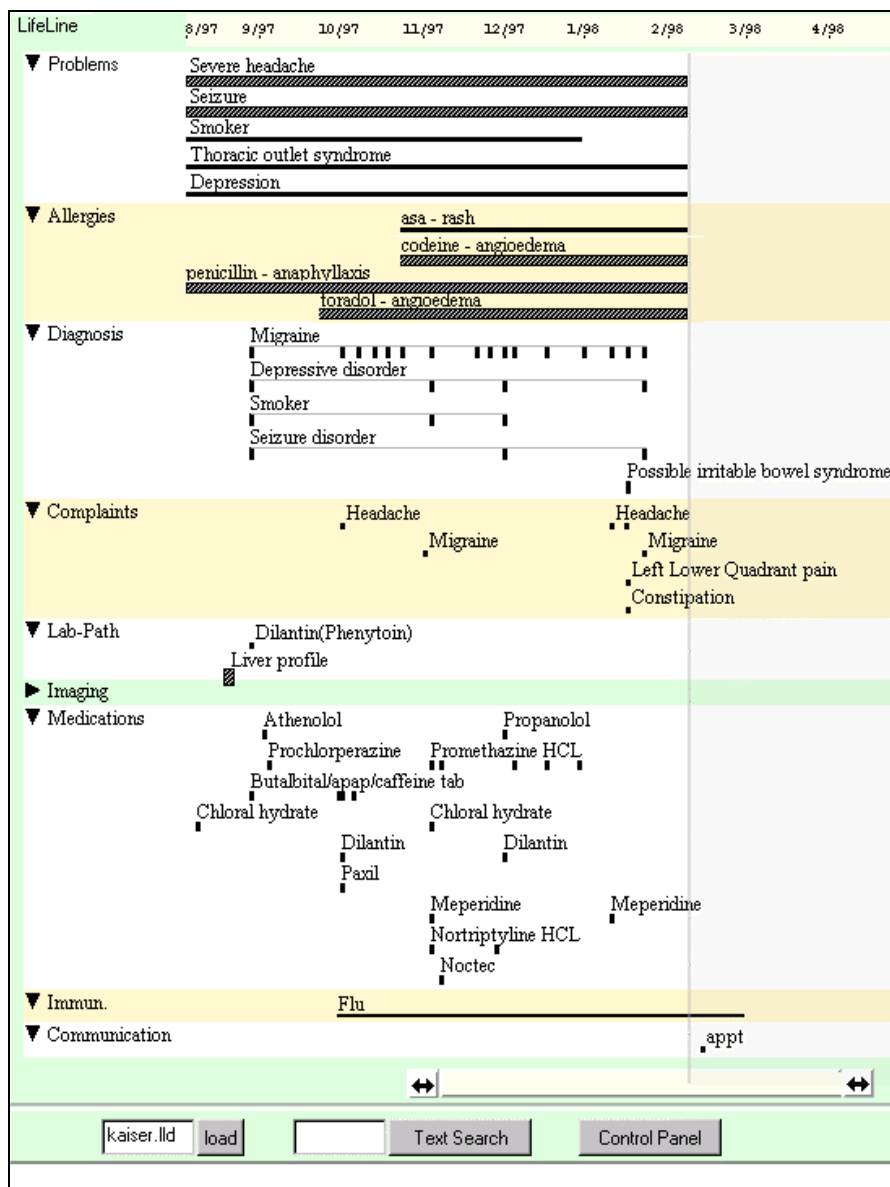 LifeLine 8/97 9/97 10/97 11/97 12/97 1/98 2/98 3/98 4/98
Problems Severe headache
Seizure
Smoker
Thoracic outlet syndrome
Depression
Allergies asa - rash
codeine - angioedema
penicillin - anaphyllaxis
toradol - angioedema
Diagnosis Migraine
Depressive disorder
Smoker
Seizure disorder
Possible irritable bowel syndrome
Complaints Headache Headache
Migraine Migraine
Left Lower Quadrant pain
Constipation
Lab-Path Dilantin(Phenytoin)
Liver profile
Imaging
Medications Athenolol Propanolol
Prochlorperazine Promethazine HCL
Butalbital/apap/caffeine tab
Chloral hydrate Chloral hydrate
Dilantin Dilantin
Paxil
Meperidine Meperidine
Nortriptyline HCL
Noctec
Immun. Flu
Communication appt
kaiser.lld load Text Search Control Panel